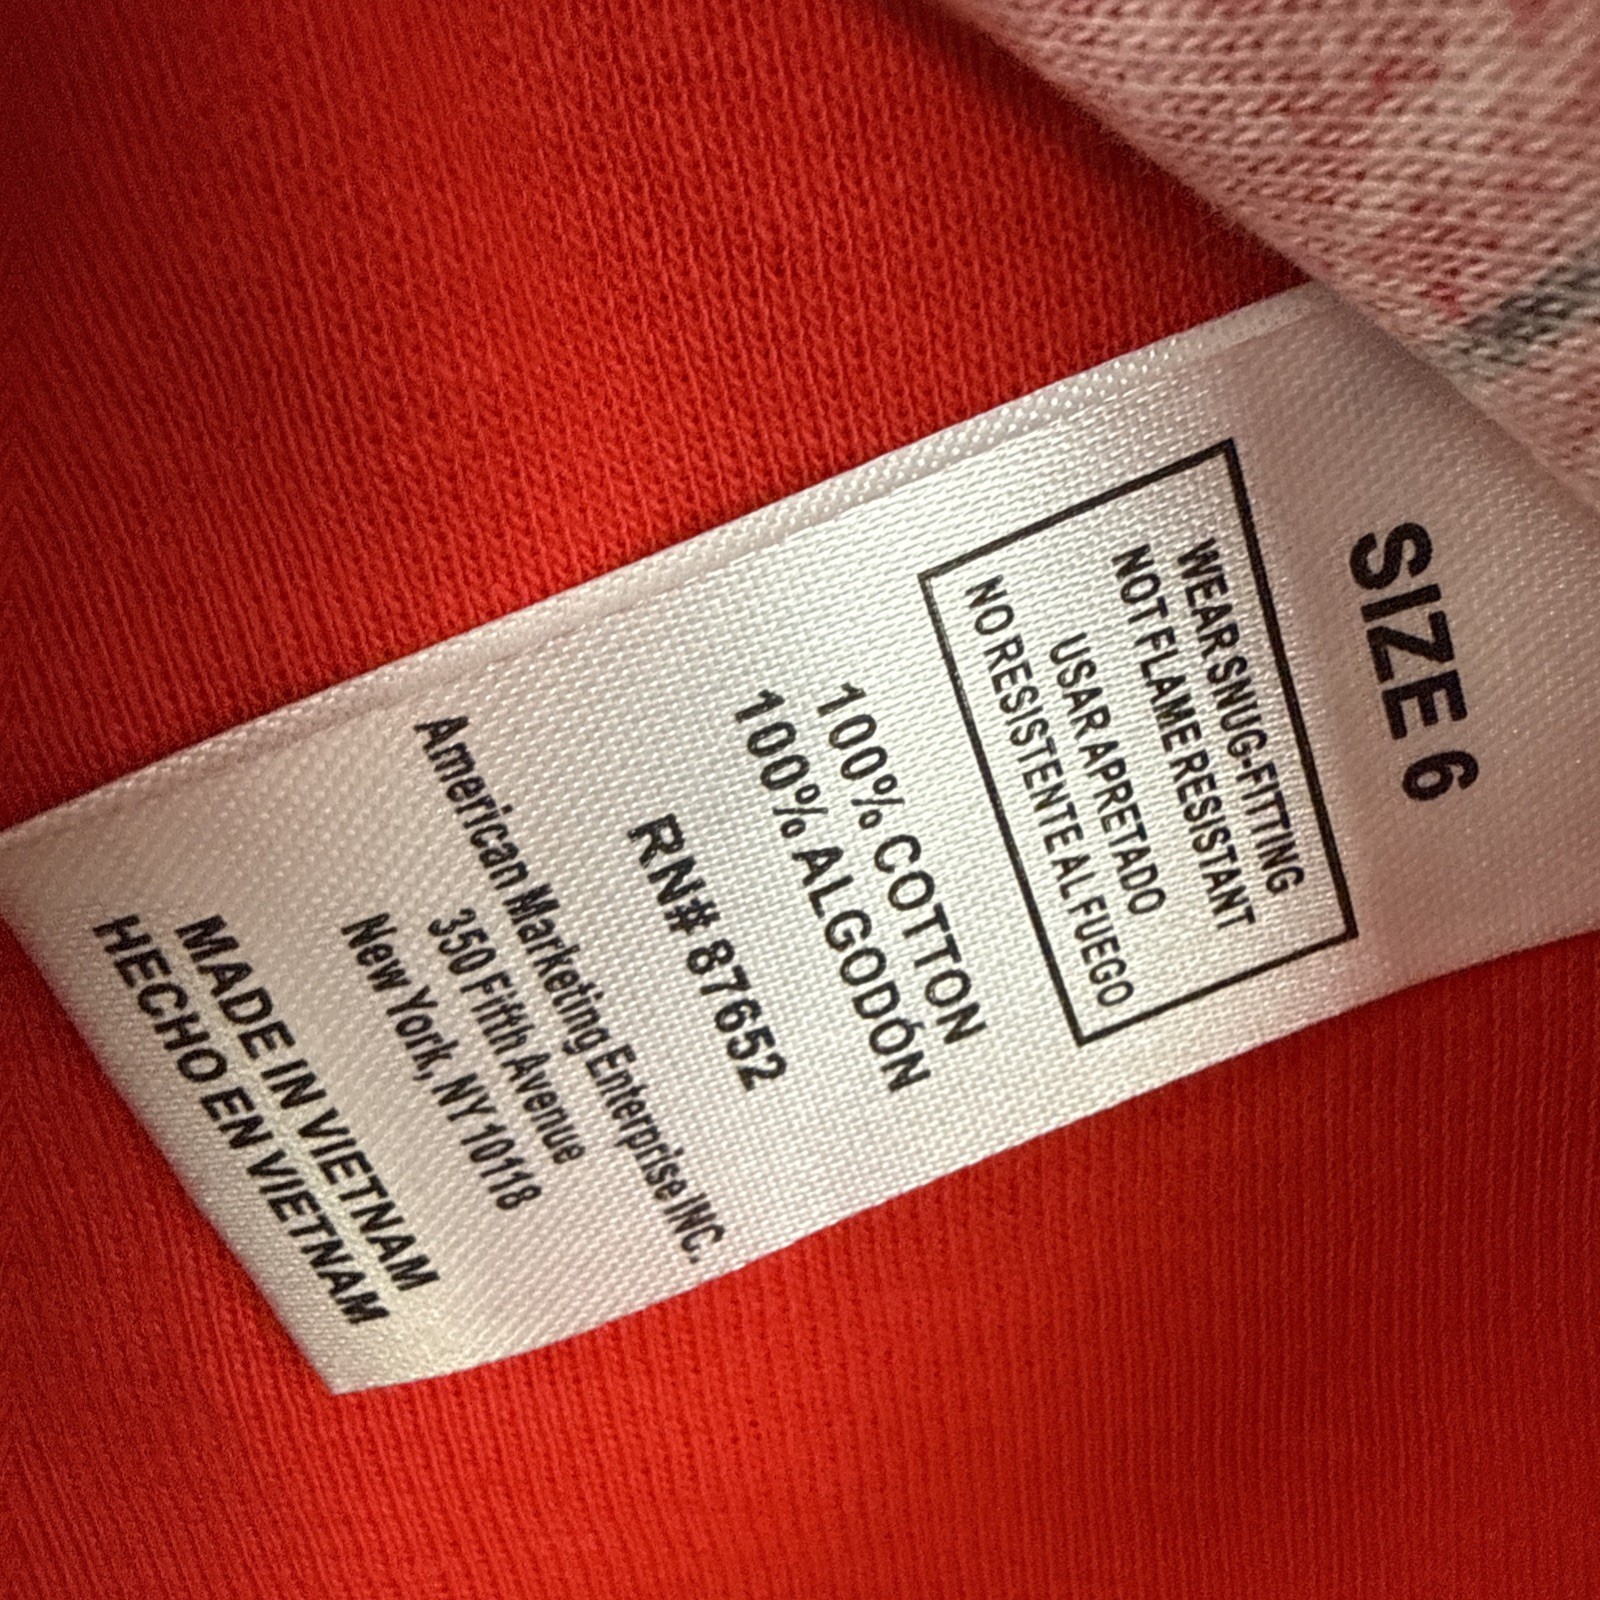 SIZE 6
WEAR SNUG-FITTING
NOT FLAME RESISTANT
USAR APRETADO
NO RESISTENTE AL FUEGO
100% COTTON
100% ALGODÓN
RN# 87652
American Marketing Enterprise INC.
350 Fifth Avenue
New York, NY 10118
MADE IN VIETNAM
HECHO EN VIETNAM